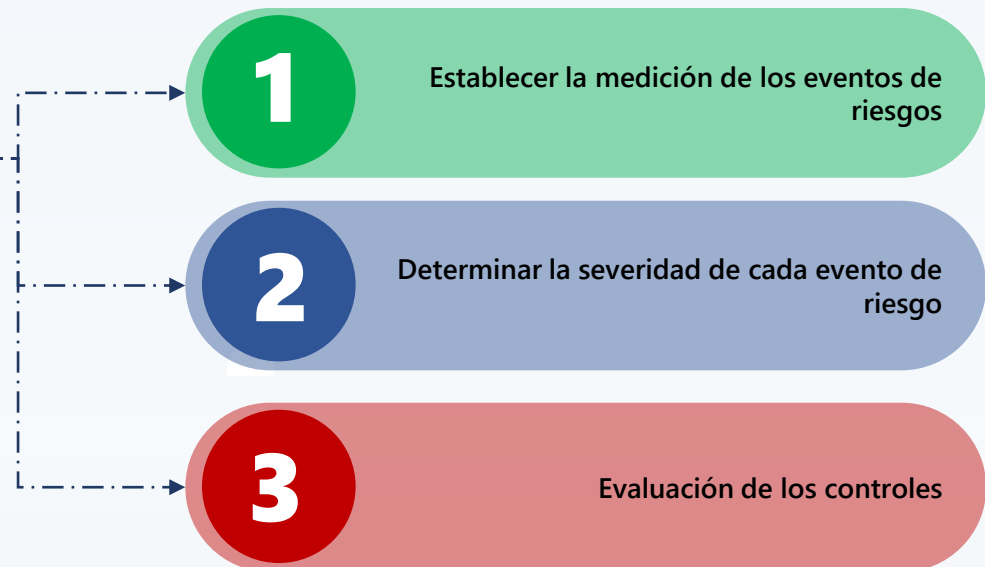 1
Establecer la medición de los eventos de
riesgos
2
Determinar la severidad de cada evento de
riesgo
3
Evaluación de los controles